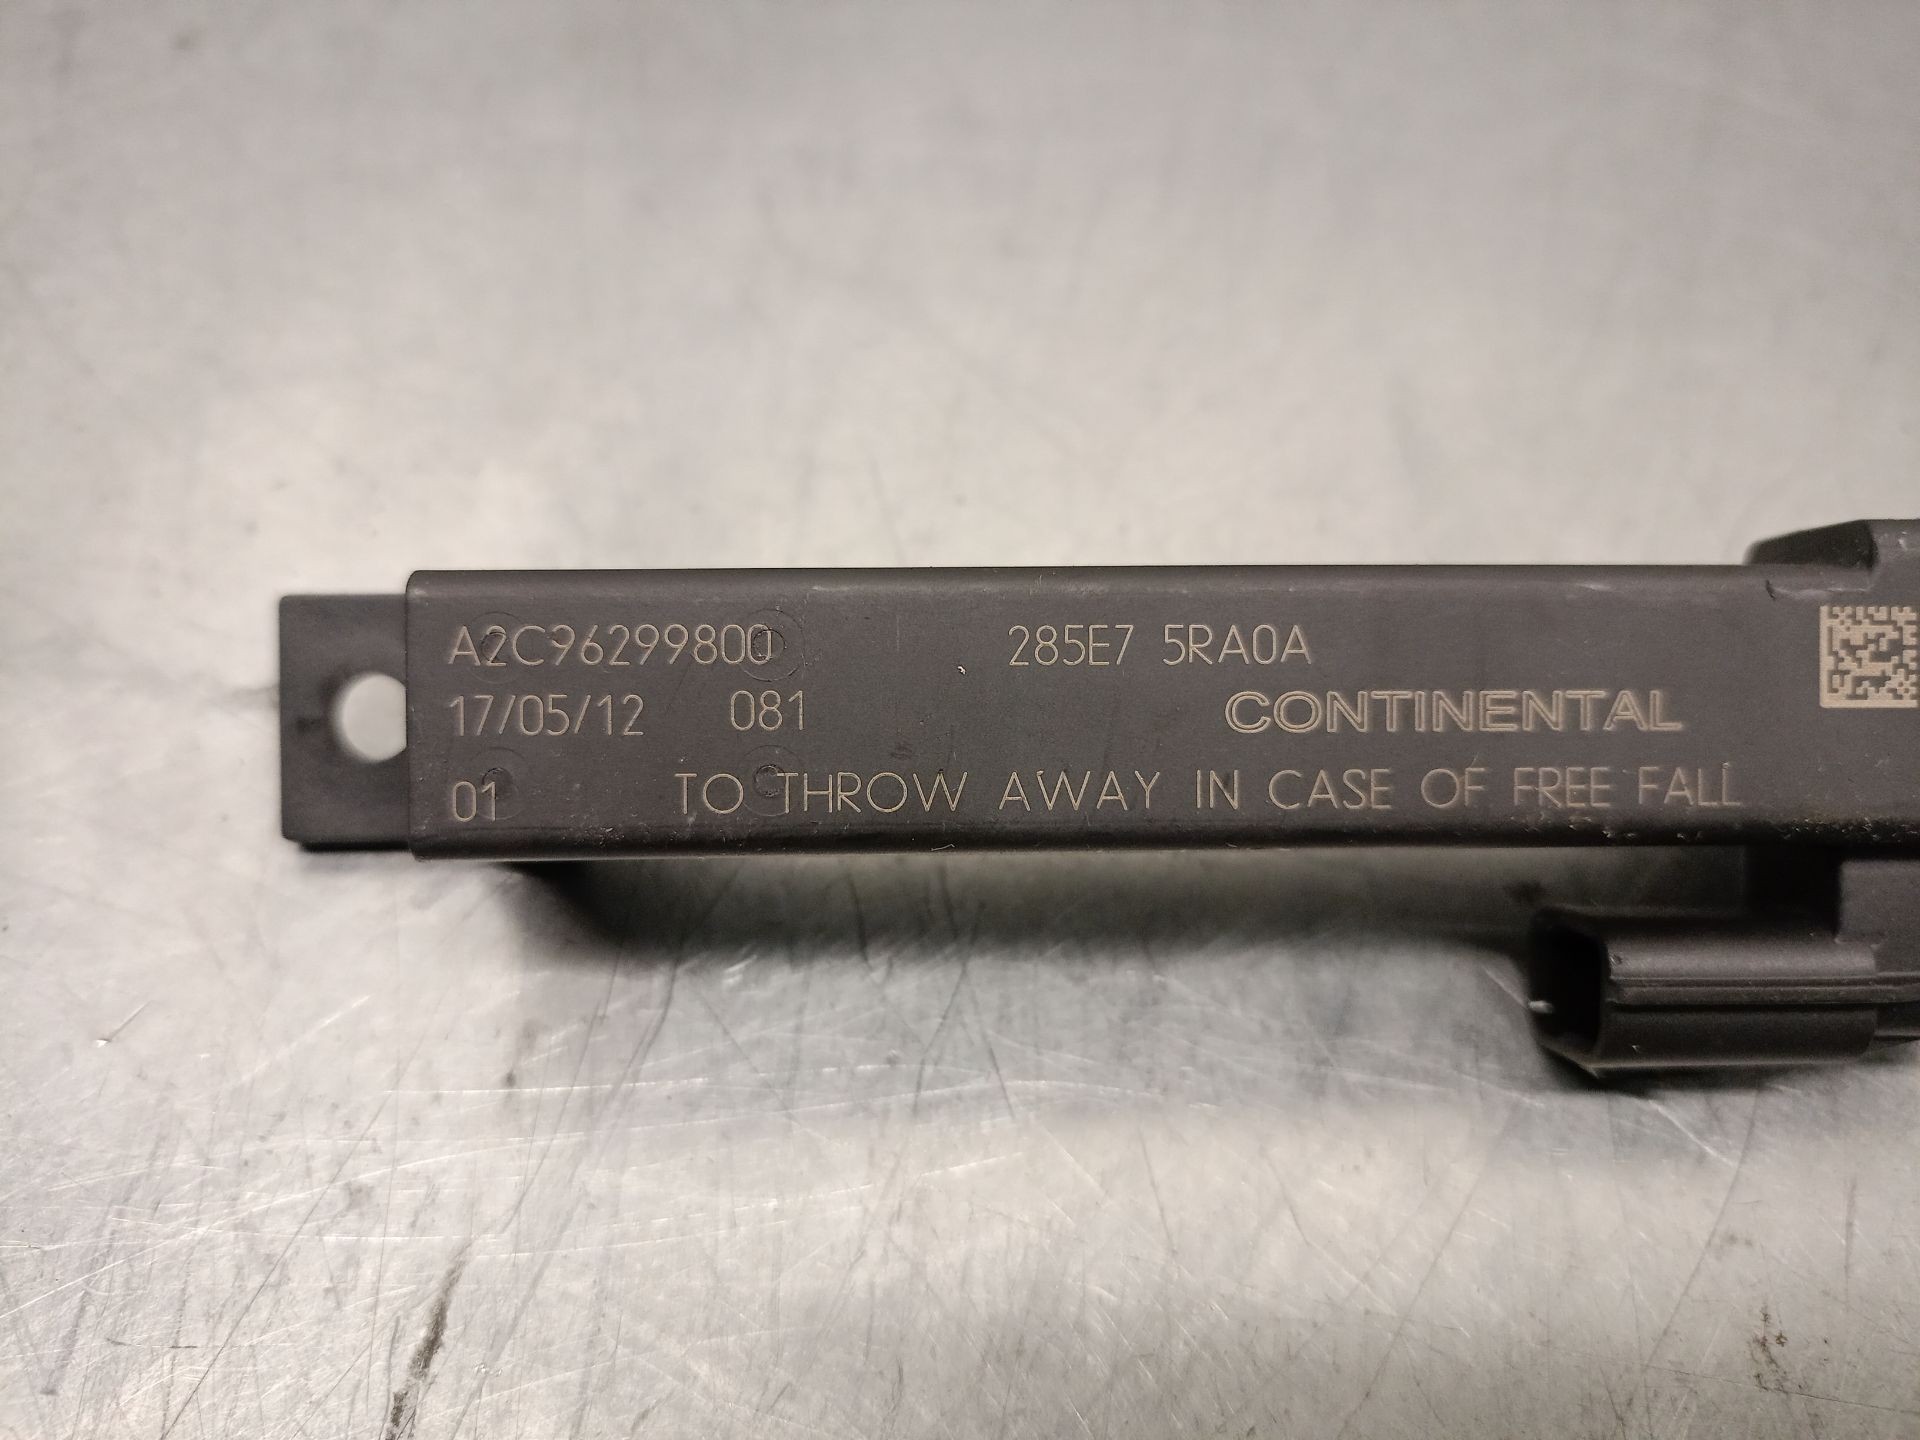 A2C96299800 285E7 5RA0A
17/05/12 081 CONTINENTAL
01 TO THROW AWAY IN CASE OF FREE FALL